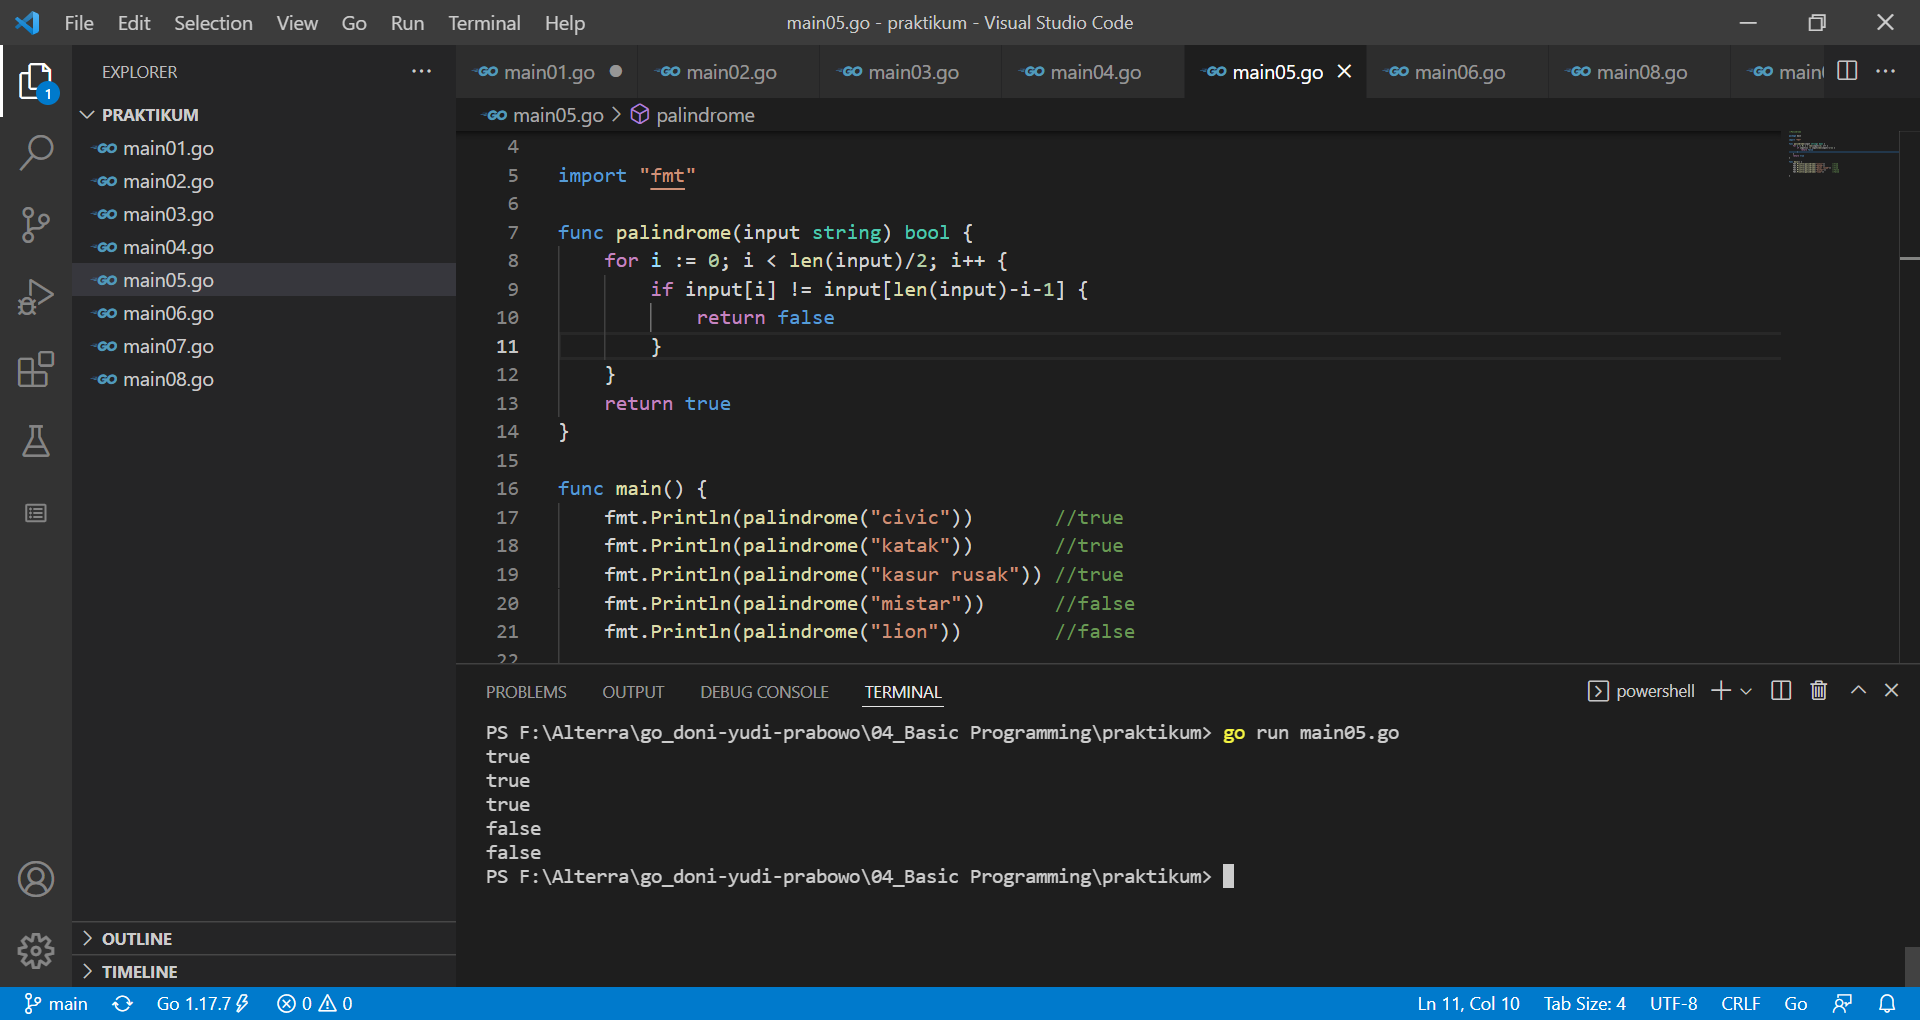 File Edit Selection View Go Run Terminal Help
main05.go - praktikum - Visual Studio Code
EXPLORER
1
PRAKTIKUM
main01.go
main02.go
main03.go
main04.go
main05.go
main06.go
main07.go
main08.go
OUTLINE
TIMELINE
main01.go main02.go main03.go main04.go main05.go main06.go main08.go main
main05.go > palindrome
4
5 import "fmt"
6
7 func palindrome(input string) bool {
8 for i := 0; i < len(input)/2; i++ {
9 if input[i] != input[len(input)-i-1] {
10 return false
11 }
12 }
13 return true
14 }
15
16 func main() {
17 fmt.Println(palindrome("civic")) //true
18 fmt.Println(palindrome("katak")) //true
19 fmt.Println(palindrome("kasur rusak")) //true
20 fmt.Println(palindrome("mistar")) //false
21 fmt.Println(palindrome("lion")) //false
22
PROBLEMS OUTPUT DEBUG CONSOLE TERMINAL
powershell
PS F:\Alterra\go_doni-yudi-prabowo\04_Basic Programming\praktikum> go run main05.go
true
true
true
false
false
PS F:\Alterra\go_doni-yudi-prabowo\04_Basic Programming\praktikum>
main Go 1.17.7 0 0 Ln 11, Col 10 Tab Size: 4 UTF-8 CRLF Go